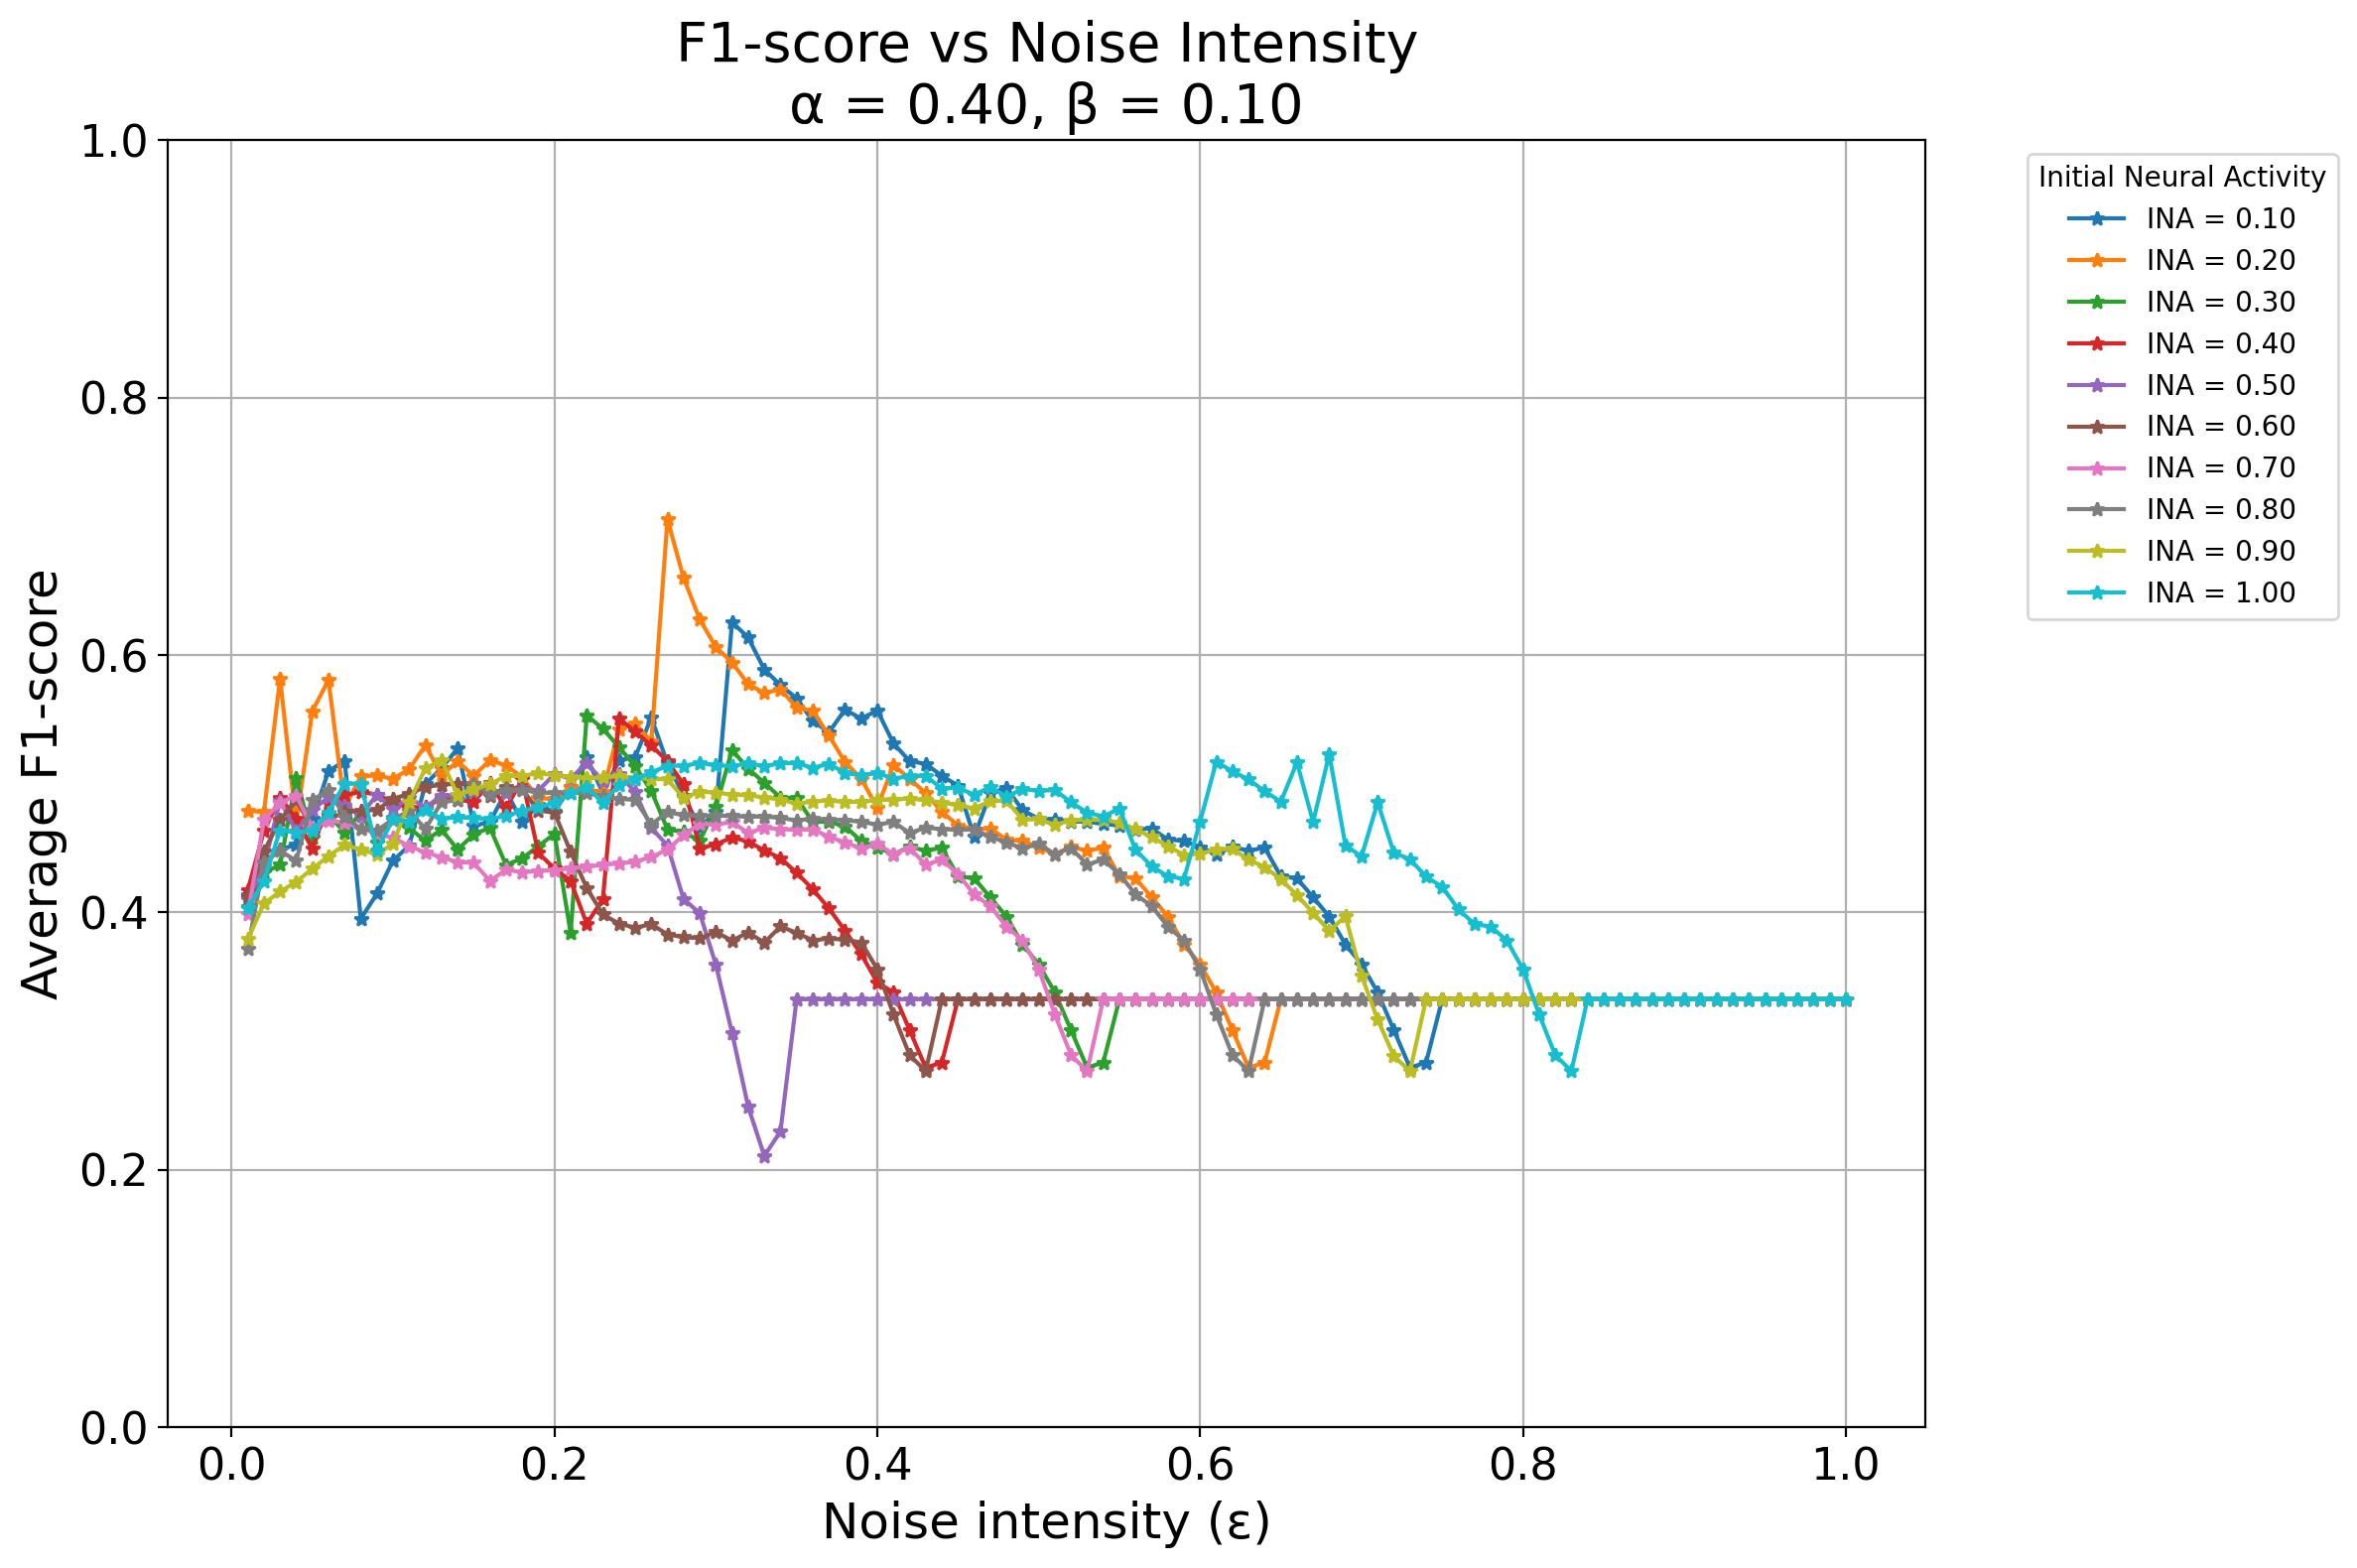 F1-score vs Noise Intensity
α = 0.40, β = 0.10
1.0
0.8
0.6
0.4
0.2
0.0
Average F1-score
0.0 0.2 0.4 0.6 0.8 1.0
Noise intensity (ε)
Initial Neural Activity
INA = 0.10
INA = 0.20
INA = 0.30
INA = 0.40
INA = 0.50
INA = 0.60
INA = 0.70
INA = 0.80
INA = 0.90
INA = 1.00